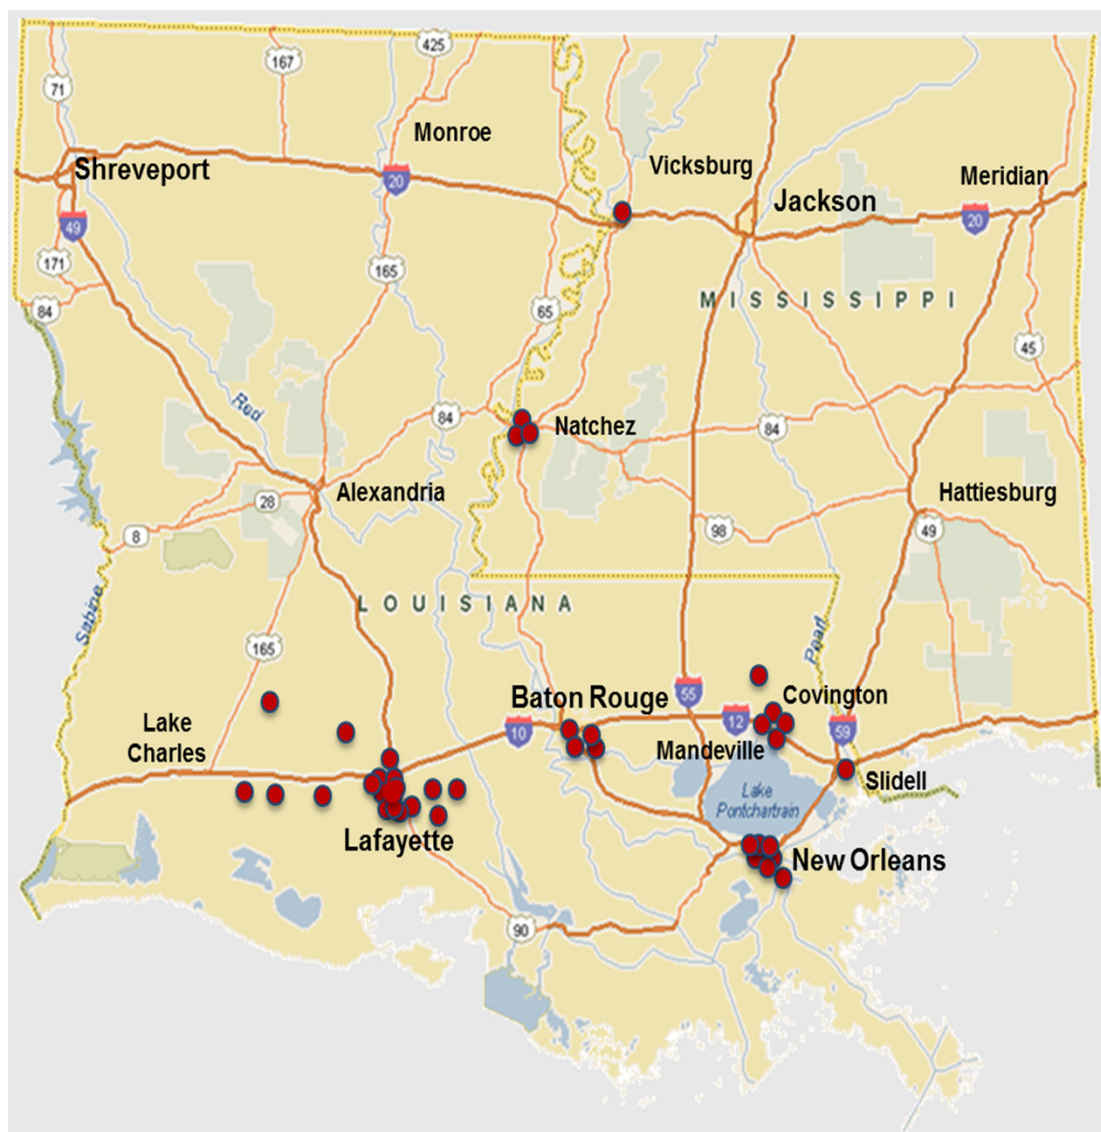 425
167
71
Monroe
Vicksburg
Shreveport
Meridian
20
Jackson
49
20
171
165
84
65
MISSISSIPPI
45
Red
84
Natchez
84
28
Alexandria
Hattiesburg
8
98
49
Sabine
LOUISIANA
Pearl
165
Baton Rouge
55
Covington
Lake
Charles
10
12
59
Mandeville
Slidell
Lake
Pontchartrain
Lafayette
New Orleans
90